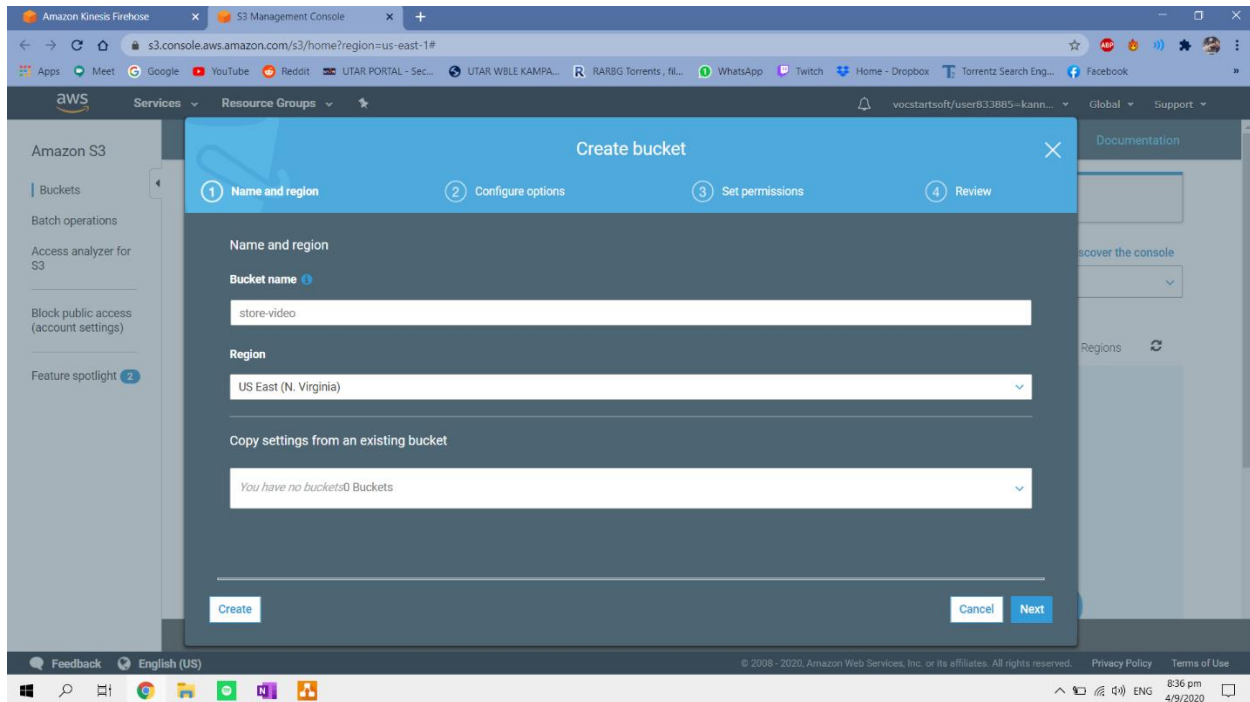 Amazon Kinesis Firehose
S3 Management Console
s3.console.aws.amazon.com/s3/home?region=us-east-1#
Apps Meet Google YouTube Reddit UTAR PORTAL - Sec... UTAR WBLE KAMPA... RARBG Torrents , fil... WhatsApp Twitch Home - Dropbox Torrentz Search Eng... Facebook
aws Services Resource Groups vocstartsoft/user833885=kann... Global Support
Amazon S3
Buckets
Batch operations
Access analyzer for
S3
Block public access
(account settings)
Feature spotlight 2
Documentation
Create bucket
1 Name and region 2 Configure options 3 Set permissions 4 Review
Name and region
Bucket name
store-video
Region
US East (N. Virginia)
Copy settings from an existing bucket
You have no buckets0 Buckets
Create Cancel Next
scover the console
Regions
Feedback English (US) © 2008 - 2020, Amazon Web Services, Inc. or its affiliates. All rights reserved. Privacy Policy Terms of Use
ENG
8:36 pm
4/9/2020